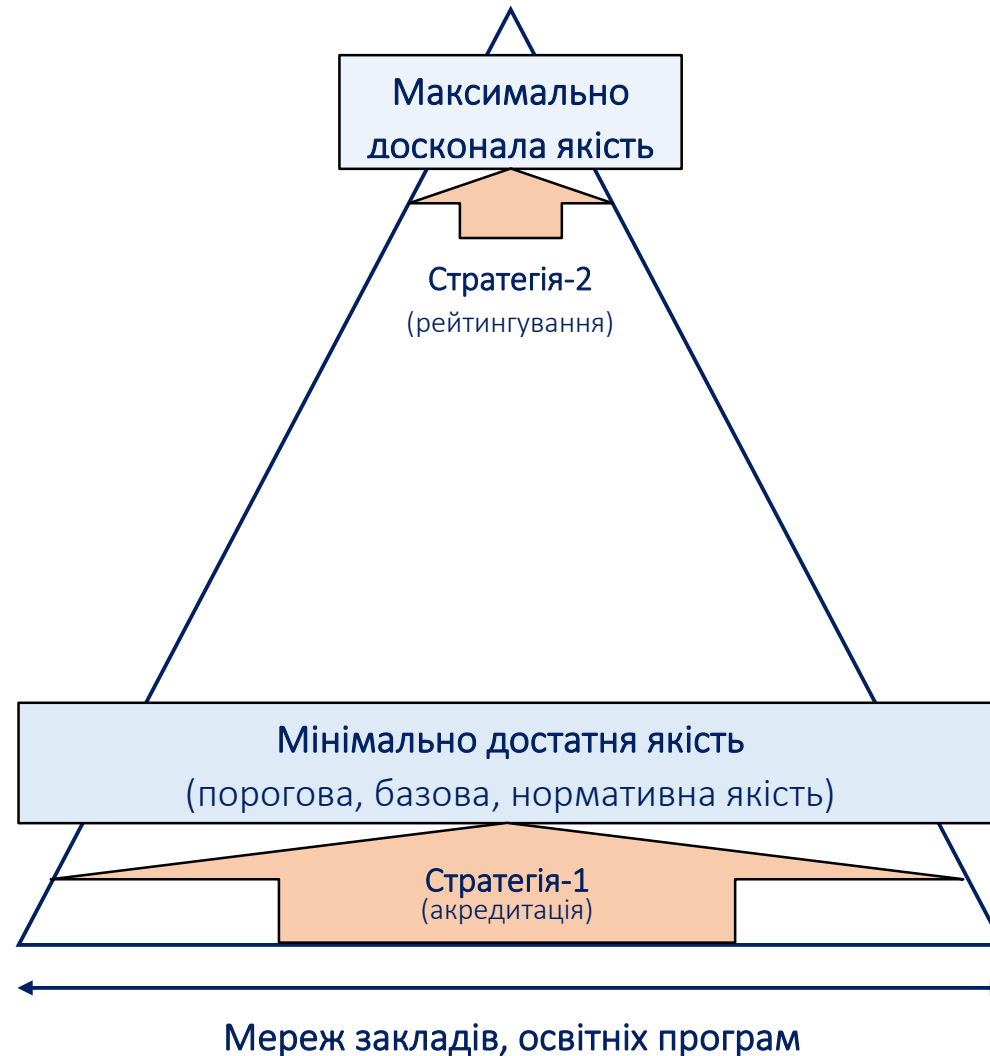 Максимально
досконала якість
Стратегія-2
(рейтингування)
Мінімально достатня якість
(порогова, базова, нормативна якість)
Стратегія-1
(акредитація)
Мереж закладів, освітніх програм